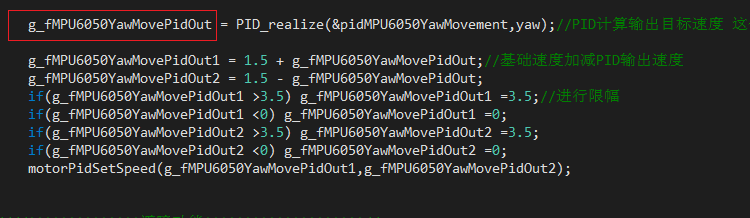 g_fMPU6050YawMovePidOut = PID_realize(&pidMPU6050YawMovement,yaw);//PID计算输出目标速度 这
g_fMPU6050YawMovePidOut1 = 1.5 + g_fMPU6050YawMovePidOut;//基础速度加减PID输出速度
g_fMPU6050YawMovePidOut2 = 1.5 - g_fMPU6050YawMovePidOut;
if(g_fMPU6050YawMovePidOut1 >3.5) g_fMPU6050YawMovePidOut1 =3.5;//进行限幅
if(g_fMPU6050YawMovePidOut1 <0) g_fMPU6050YawMovePidOut1 =0;
if(g_fMPU6050YawMovePidOut2 >3.5) g_fMPU6050YawMovePidOut2 =3.5;
if(g_fMPU6050YawMovePidOut2 <0) g_fMPU6050YawMovePidOut2 =0;
motorPidSetSpeed(g_fMPU6050YawMovePidOut1,g_fMPU6050YawMovePidOut2);